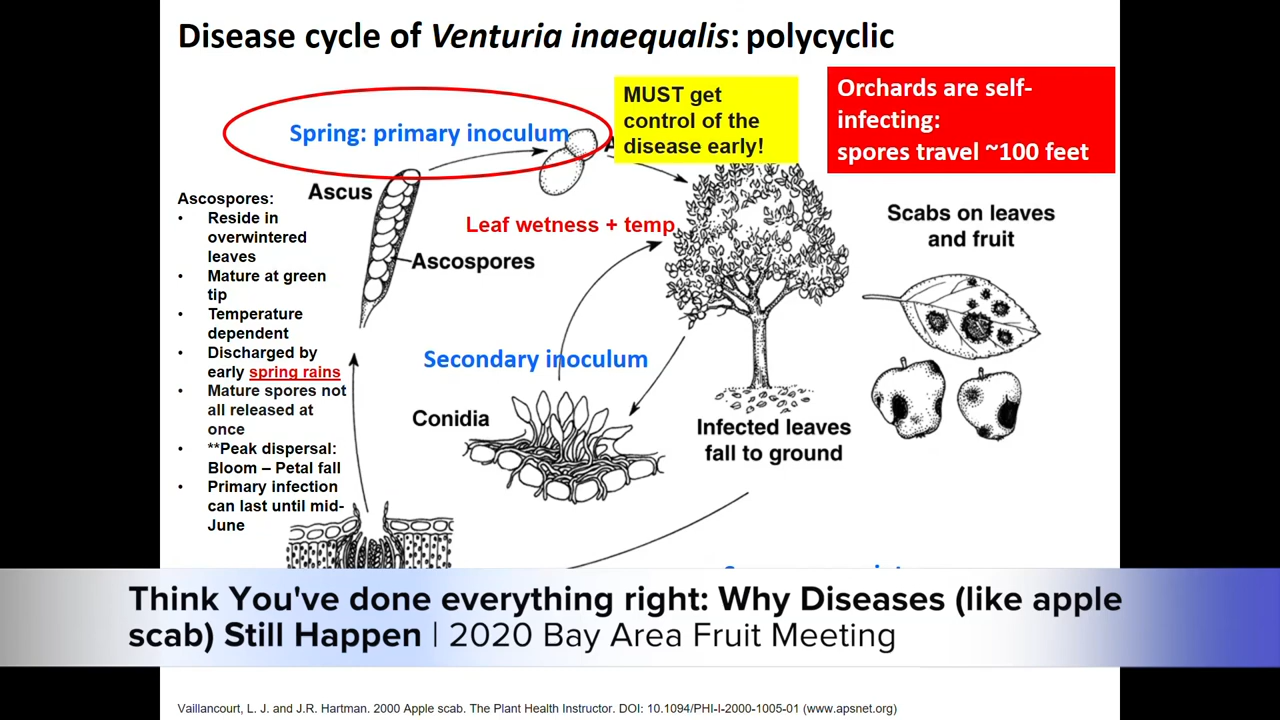 Disease cycle of Venturia inaequalis: polycyclic
Spring: primary inoculum
MUST get
control of the
disease early!
Orchards are self-
infecting:
spores travel ~100 feet
Ascus
Ascospores:
• Reside in
overwintered
leaves
• Mature at green
tip
• Temperature
dependent
• Discharged by
early spring rains
• Mature spores not
all released at
once
• **Peak dispersal:
Bloom – Petal fall
• Primary infection
can last until mid-
June
Leaf wetness + temp
Ascospores
Scabs on leaves
and fruit
Secondary inoculum
Conidia
Infected leaves
fall to ground
Think You've done everything right: Why Diseases (like apple
scab) Still Happen | 2020 Bay Area Fruit Meeting
Vaillancourt, L. J. and J.R. Hartman. 2000 Apple scab. The Plant Health Instructor. DOI: 10.1094/PHI-I-2000-1005-01 (www.apsnet.org)